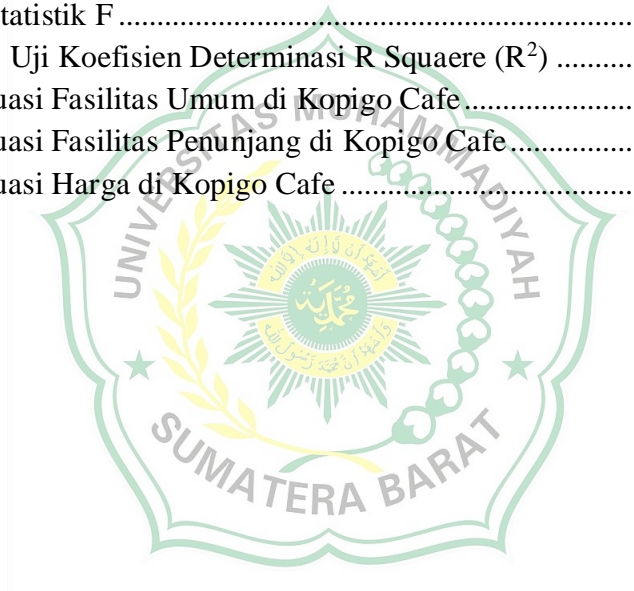 tatistik F
Uji Koefisien Determinasi R Squaere (R²)
uasi Fasilitas Umum di Kopigo Cafe
uasi Fasilitas Penunjang di Kopigo Cafe
uasi Harga di Kopigo Cafe
UNIVERSITAS MUHAMMADIYAH
SUMATERA BARAT